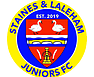 STAINES & LALEHAM
EST. 2019
JUNIORS FC